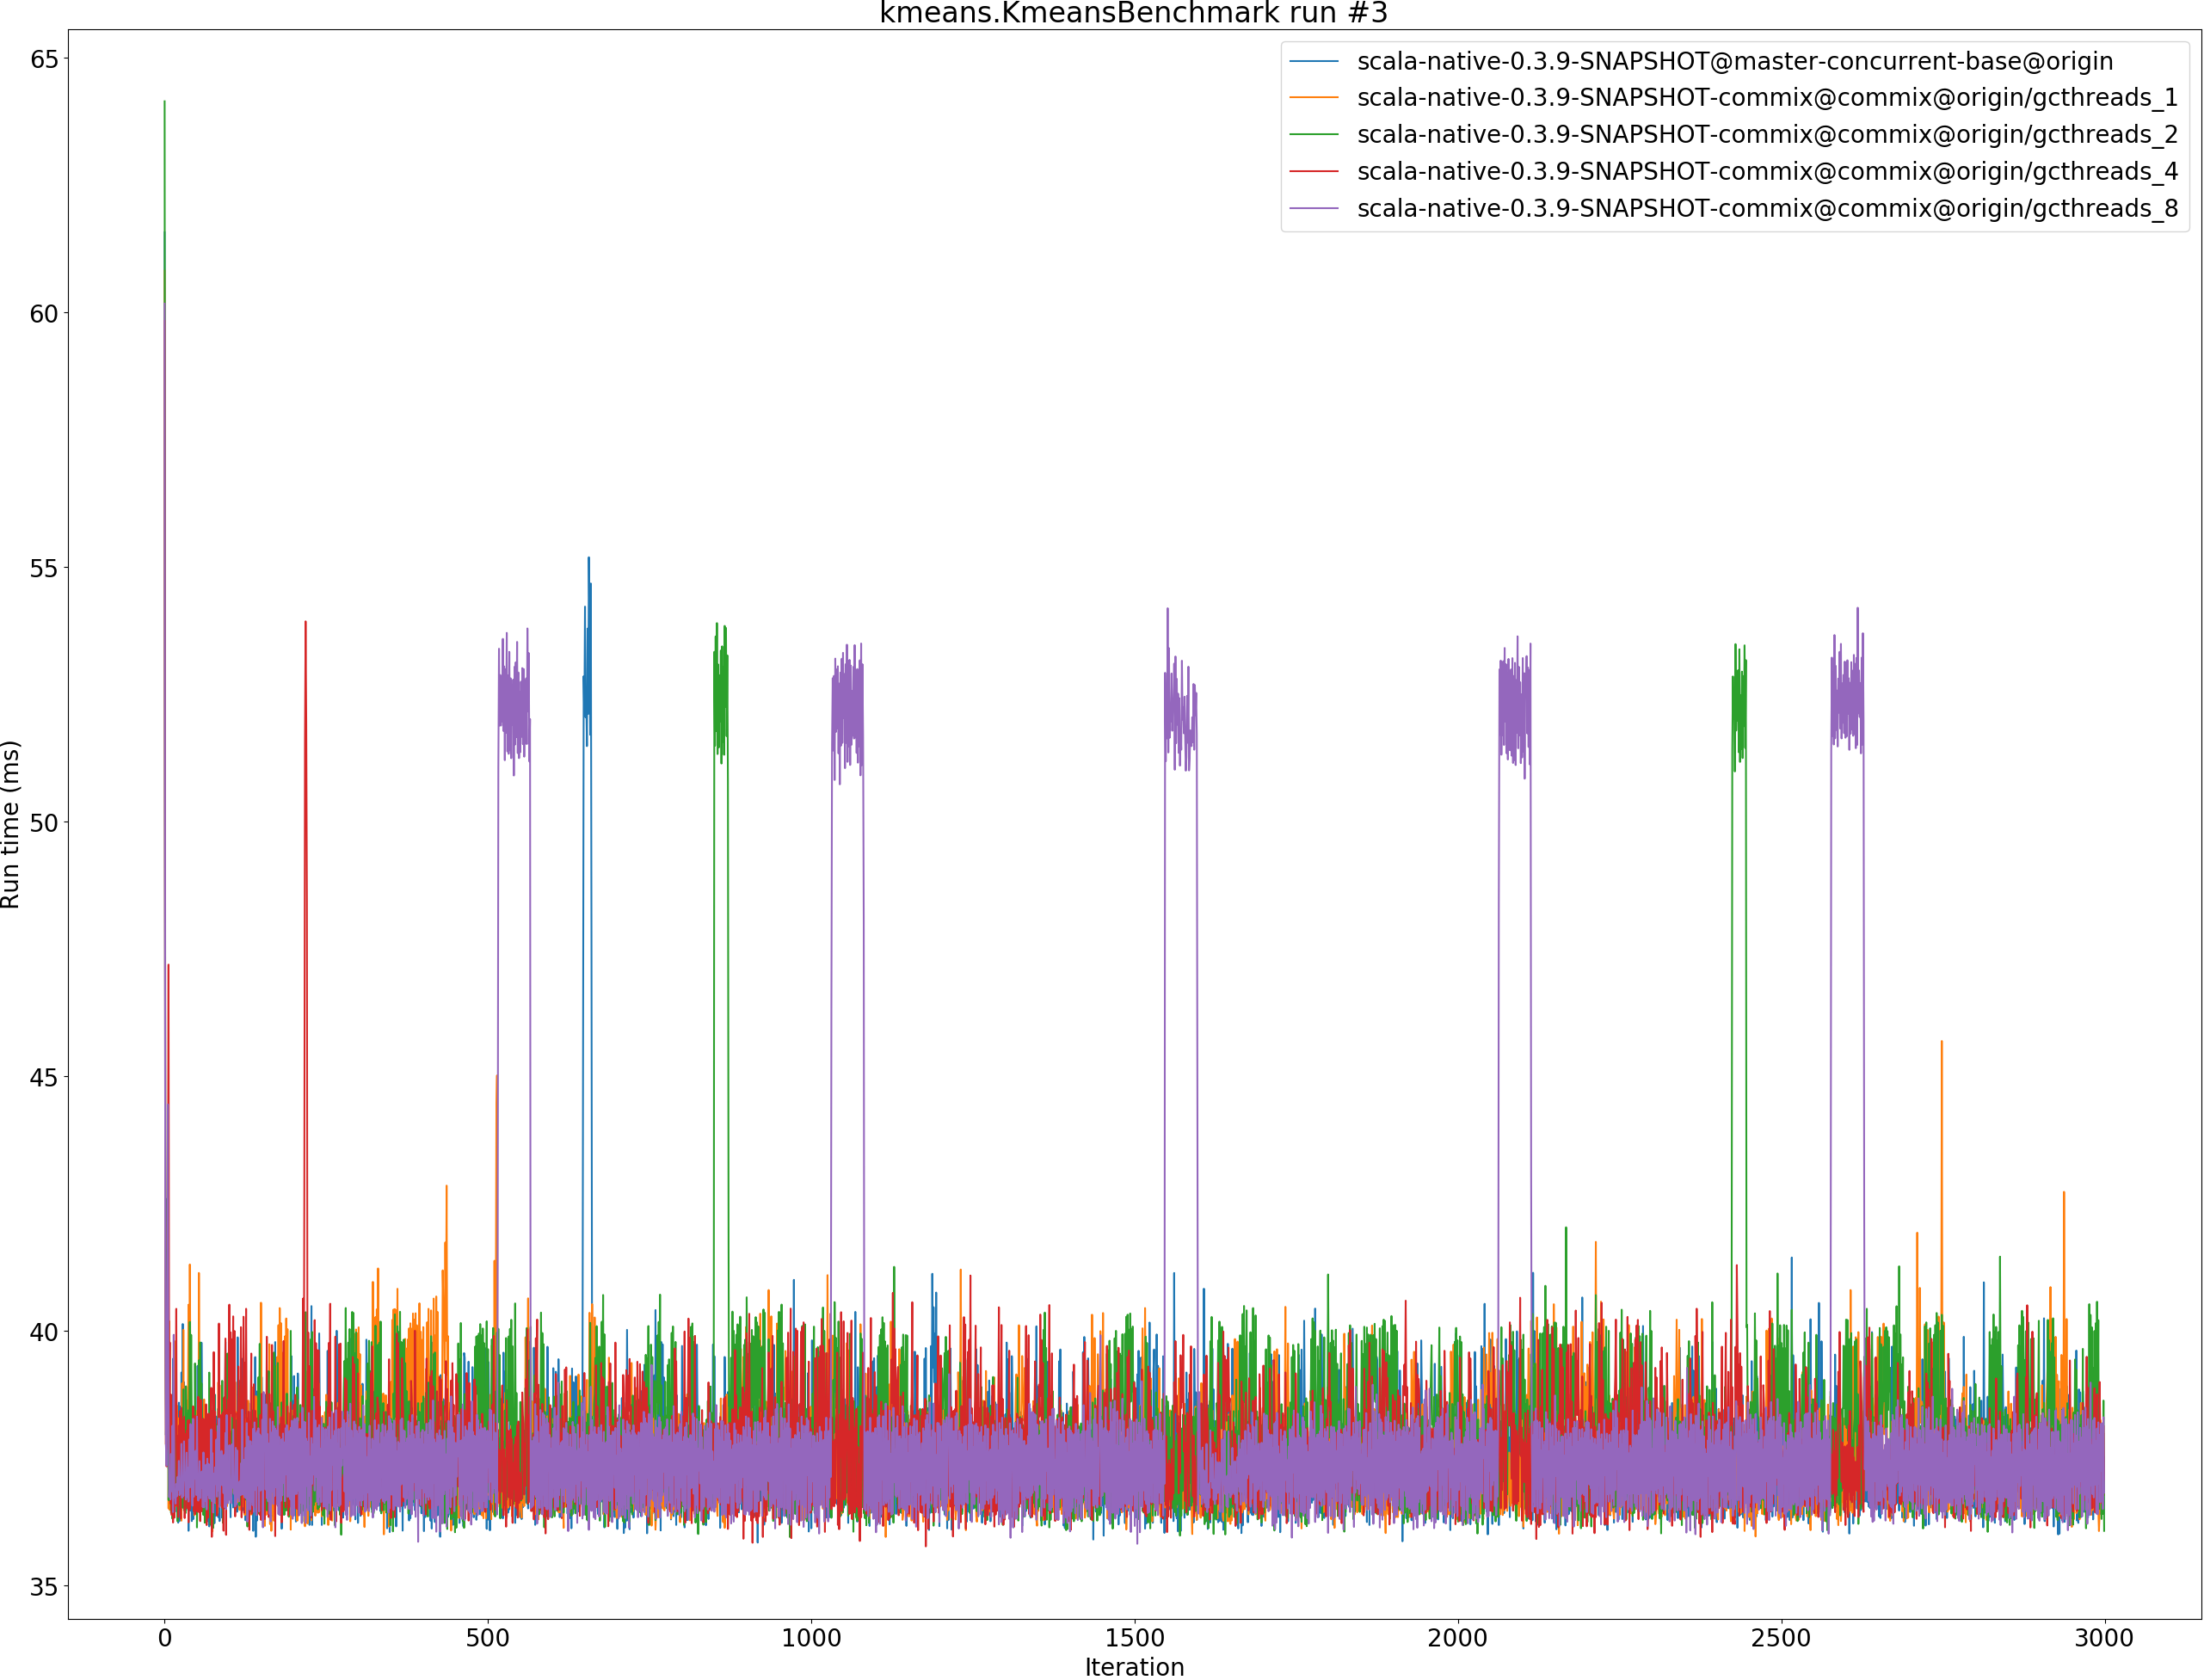 kmeans.KmeansBenchmark run #3
scala-native-0.3.9-SNAPSHOT@master-concurrent-base@origin
scala-native-0.3.9-SNAPSHOT-commix@commix@origin/gcthreads_1
scala-native-0.3.9-SNAPSHOT-commix@commix@origin/gcthreads_2
scala-native-0.3.9-SNAPSHOT-commix@commix@origin/gcthreads_4
scala-native-0.3.9-SNAPSHOT-commix@commix@origin/gcthreads_8
Run time (ms)
65
60
55
50
45
40
35
0 500 1000 1500 2000 2500 3000
Iteration